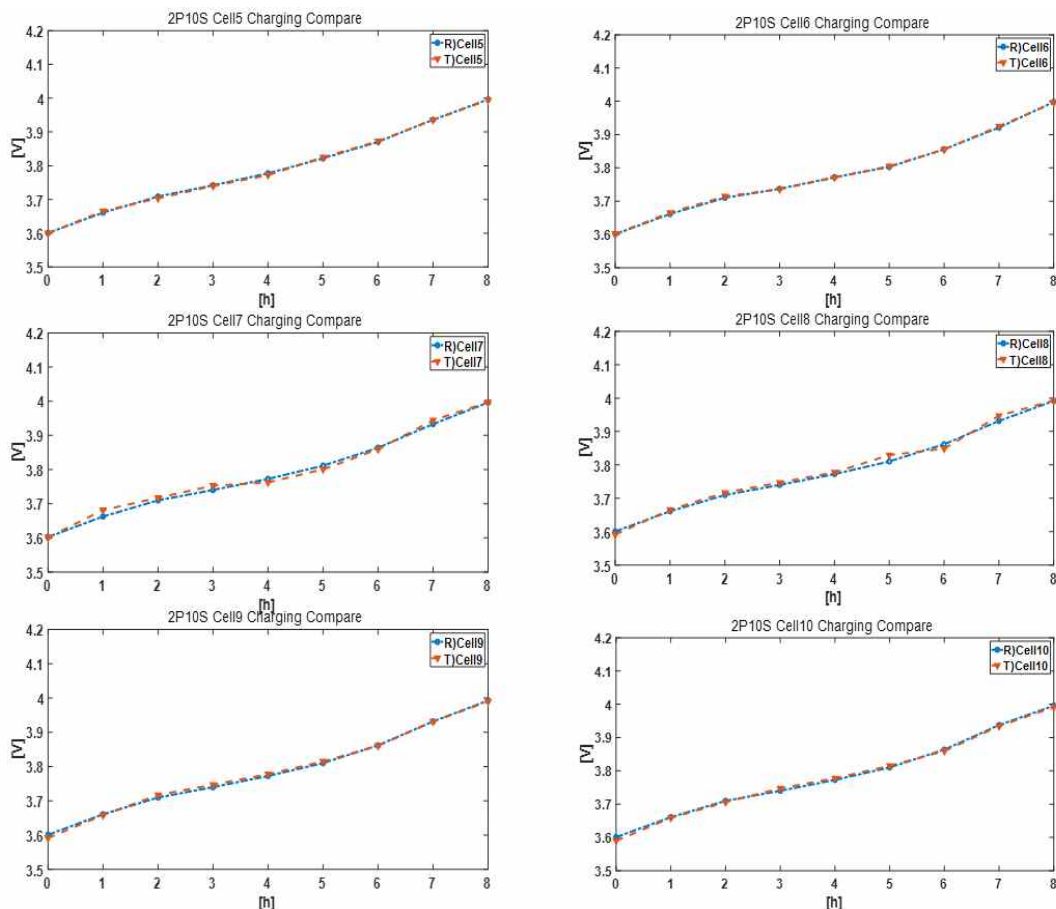 2P10S Cell5 Charging Compare
4.2
4.1
4
3.9
3.8
3.7
3.6
3.5
[V]
R)Cell5
T)Cell5
0 1 2 3 4 5 6 7 8
[h]
2P10S Cell6 Charging Compare
4.2
4.1
4
3.9
3.8
3.7
3.6
3.5
[V]
R)Cell6
T)Cell6
0 1 2 3 4 5 6 7 8
[h]
2P10S Cell7 Charging Compare
4.2
4.1
4
3.9
3.8
3.7
3.6
3.5
[V]
R)Cell7
T)Cell7
0 1 2 3 4 5 6 7 8
[h]
2P10S Cell8 Charging Compare
4.2
4.1
4
3.9
3.8
3.7
3.6
3.5
[V]
R)Cell8
T)Cell8
0 1 2 3 4 5 6 7 8
[h]
2P10S Cell9 Charging Compare
4.2
4.1
4
3.9
3.8
3.7
3.6
3.5
[V]
R)Cell9
T)Cell9
0 1 2 3 4 5 6 7 8
[h]
2P10S Cell10 Charging Compare
4.2
4.1
4
3.9
3.8
3.7
3.6
3.5
[V]
R)Cell10
T)Cell10
0 1 2 3 4 5 6 7 8
[h]